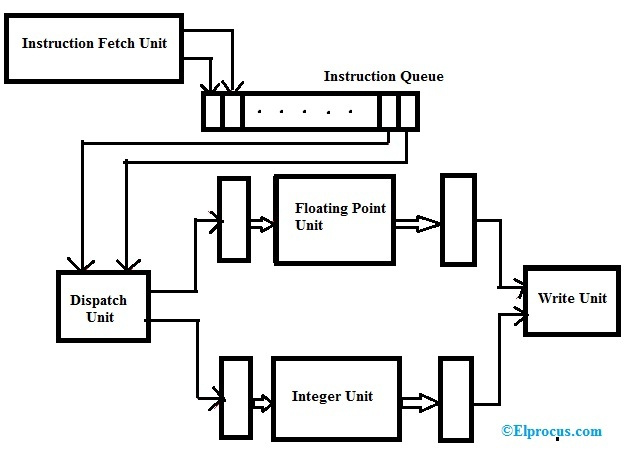 Instruction Fetch Unit
Instruction Queue
Floating Point
Unit
Dispatch
Unit
Write Unit
Integer Unit
©Elprocus.com